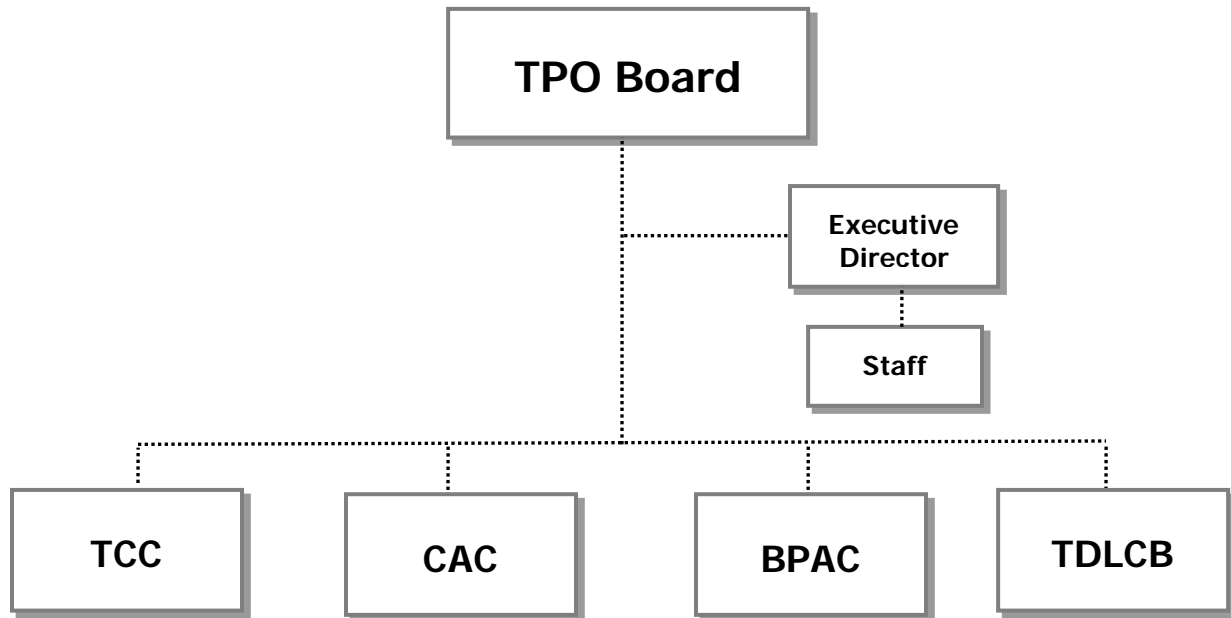 TPO Board
Executive
Director
Staff
TCC
CAC
BPAC
TDLCB